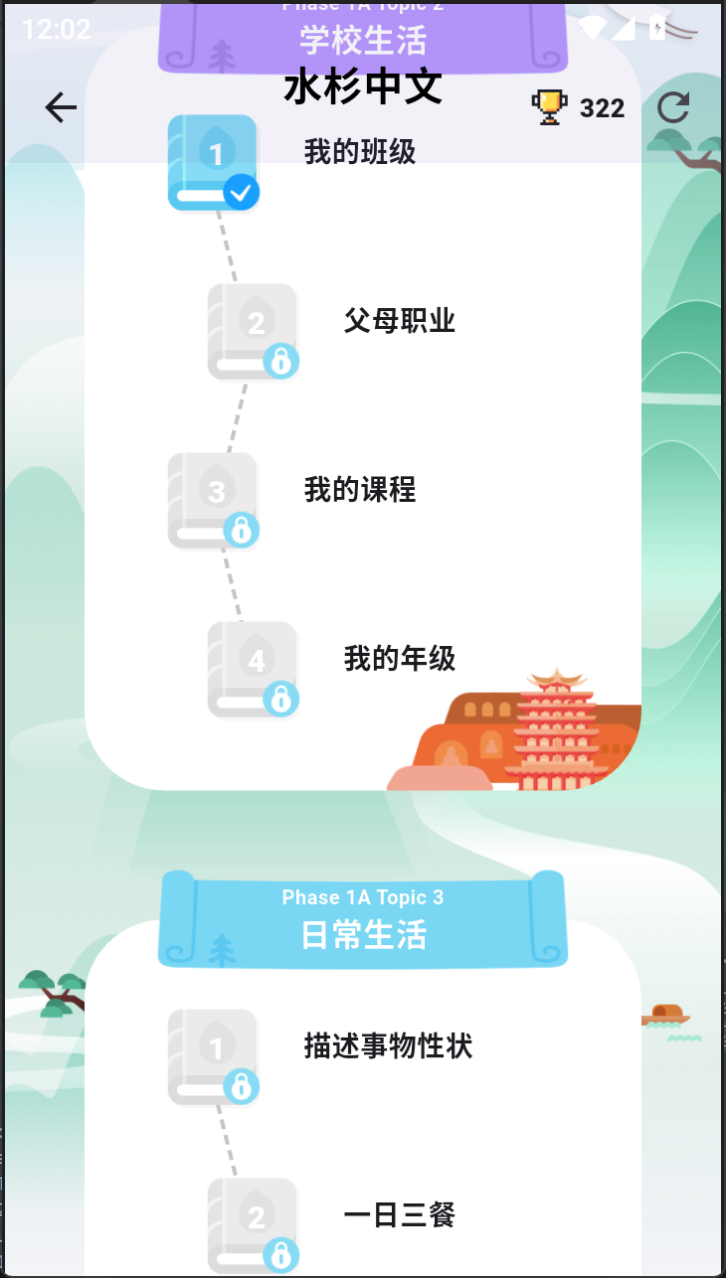 12:02
Phase 1A Topic 2
学校生活
水杉中文
322
1
我的班级
2
父母职业
3
我的课程
4
我的年级
Phase 1A Topic 3
日常生活
1
描述事物性状
2
一日三餐